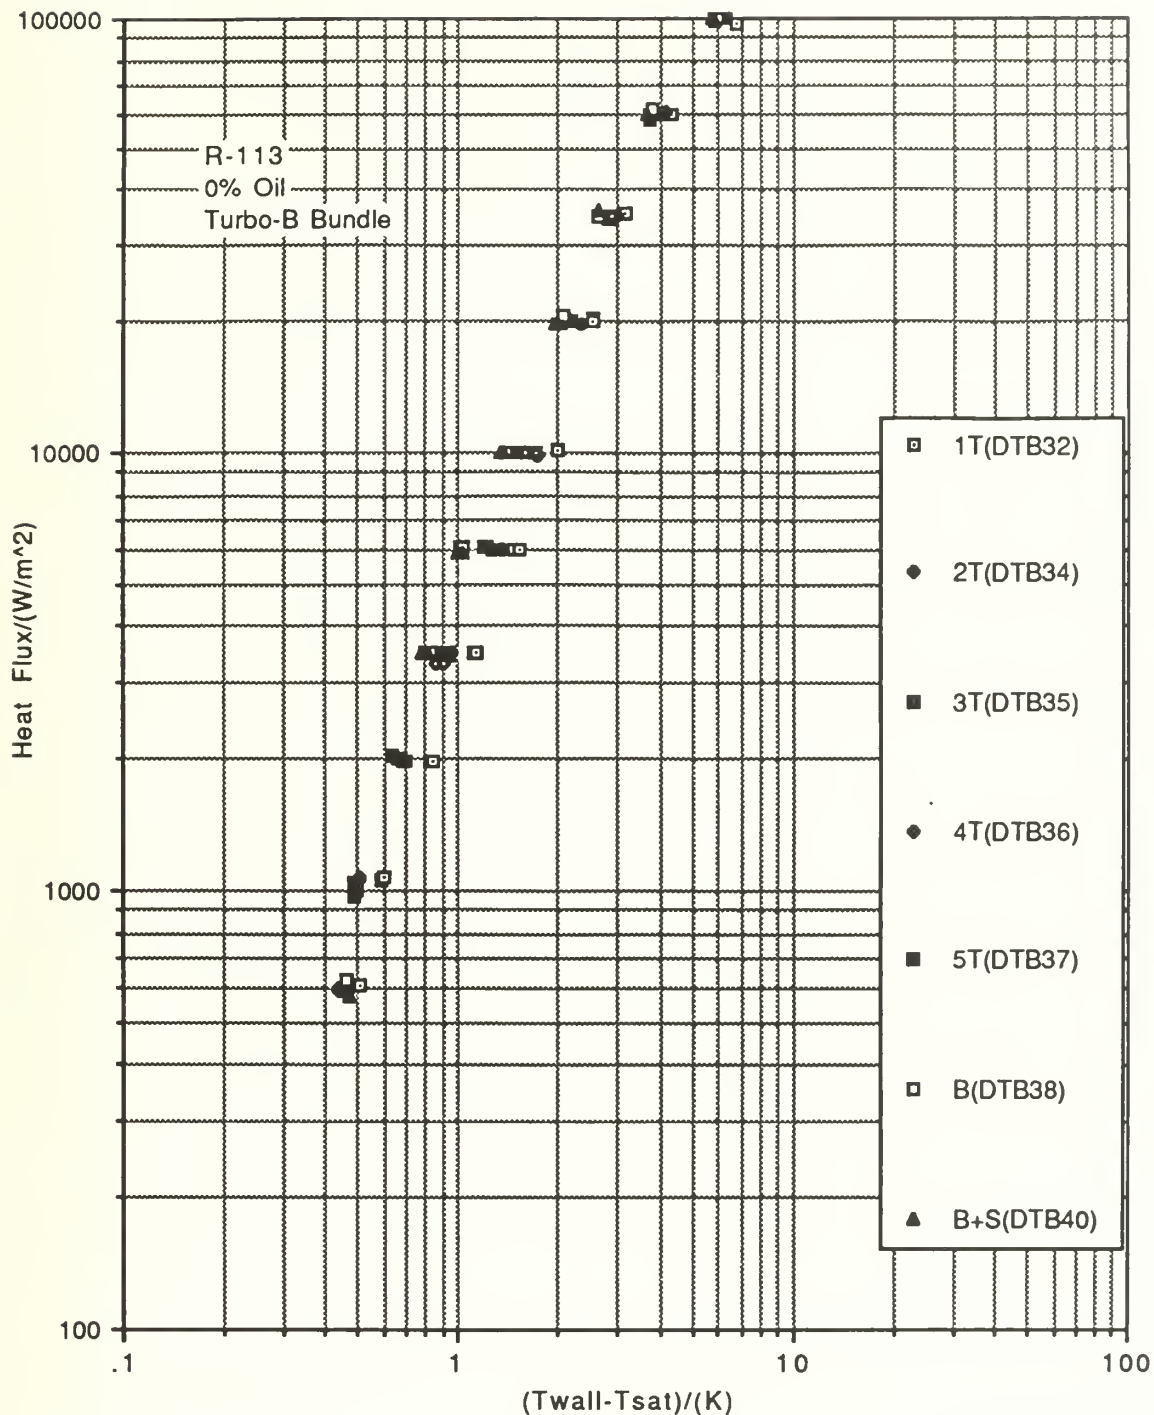 100000
R-113
0% Oil
Turbo-B Bundle
10000
1000
100
Heat Flux/(W/m^2)
.1
1
10
100
(Twall-Tsat)/(K)
1T(DTB32)
2T(DTB34)
3T(DTB35)
4T(DTB36)
5T(DTB37)
B(DTB38)
B+S(DTB40)